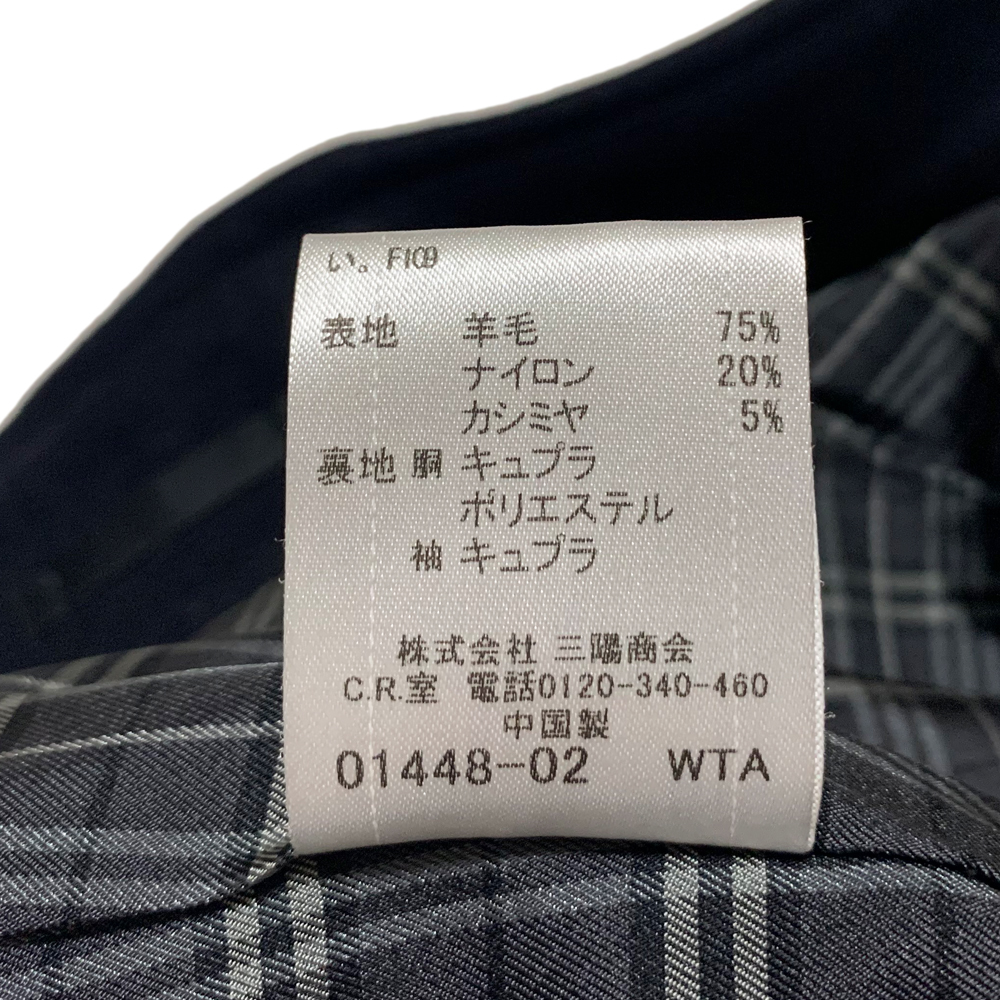 い。F109
表地 羊毛 75%
ナイロン 20%
カシミヤ 5%
裏地 胴 キュプラ
ポリエステル
袖 キュプラ
株式会社 三陽商会
C.R.室 電話0120-340-460
中国製
01448-02 WTA